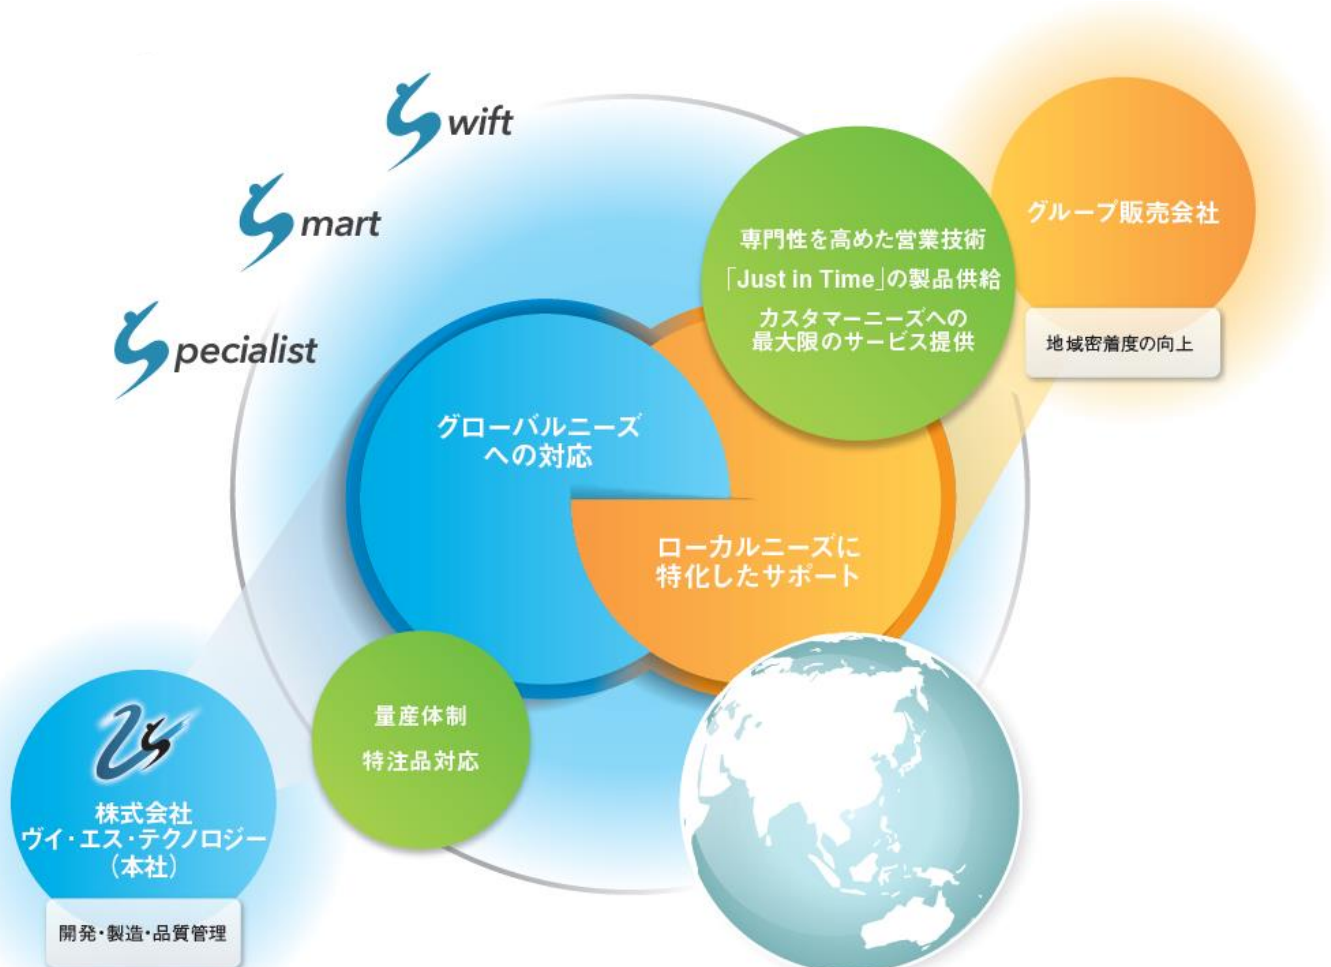 Swift
Smart
Specialist
グループ販売会社
地域密着度の向上
専門性を高めた営業技術
「Just in Time」の製品供給
カスタマーニーズへの
最大限のサービス提供
グローバルニーズ
への対応
ローカルニーズに
特化したサポート
量産体制
特注品対応
VS
株式会社
ヴイ・エス・テクノロジー
(本社)
開発・製造・品質管理